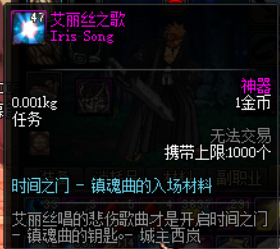 47
艾丽丝之歌
Iris Song
神器
0.001kg
1金币
任务
无法交易
携带上限1000个
时间之门 - 镇魂曲的入场材料
艾丽丝唱的悲伤歌曲才是开启时间之门 -
镇魂曲的钥匙。- 城主西岚